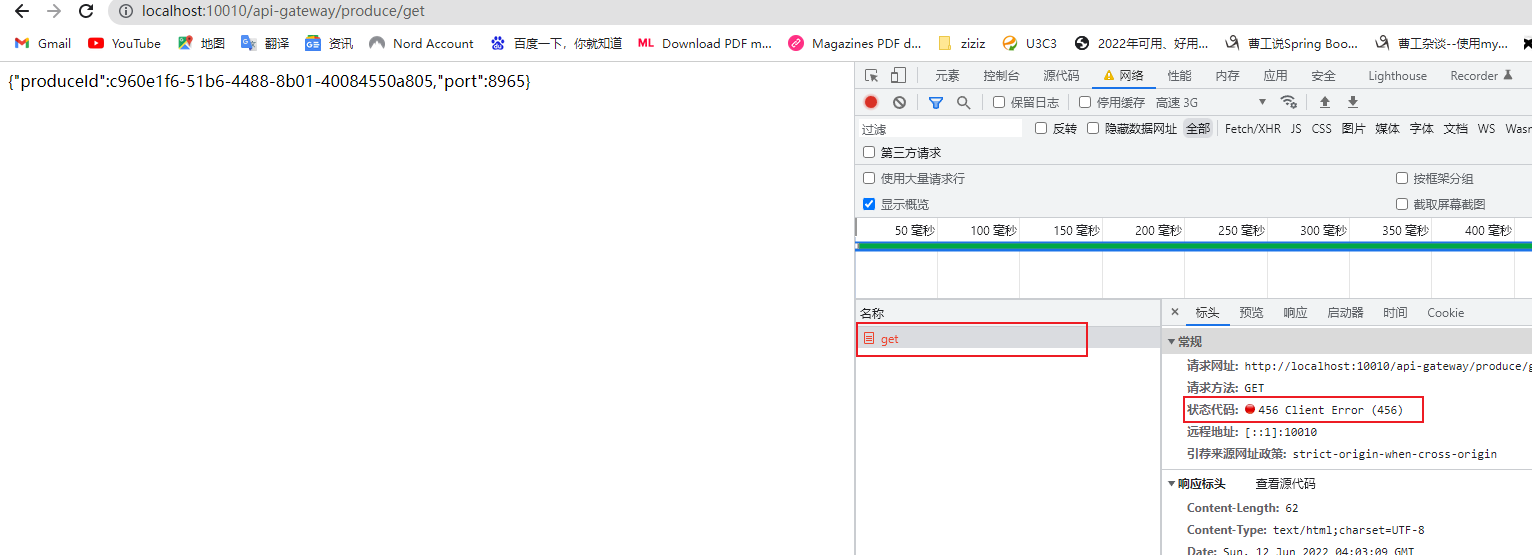 localhost:10010/api-gateway/produce/get
Gmail YouTube 地图 翻译 资讯 Nord Account 百度一下，你就知道 ML Download PDF m... Magazines PDF d... ziziz U3C3 2022年可用、好用... 曹工说Spring Boo... 曹工杂谈--使用my...
{"produceId":c960e1f6-51b6-4488-8b01-40084550a805,"port":8965}
元素 控制台 源代码 网络 性能 内存 应用 安全 Lighthouse Recorder
保留日志 停用缓存 高速 3G
过滤 反转 隐藏数据网址 全部 Fetch/XHR JS CSS 图片 媒体 字体 文档 WS Wasm
第三方请求
使用大量请求行 按框架分组
显示概览 截取屏幕截图
50 毫秒 100 毫秒 150 毫秒 200 毫秒 250 毫秒 300 毫秒 350 毫秒 400 毫秒
名称
get
标头 预览 响应 启动器 时间 Cookie
常规
请求网址: http://localhost:10010/api-gateway/produce/g
请求方法: GET
状态代码: 456 Client Error (456)
远程地址: [::1]:10010
引荐来源网址政策: strict-origin-when-cross-origin
响应标头 查看源代码
Content-Length: 62
Content-Type: text/html;charset=UTF-8
Date: Sun, 12 Jun 2022 04:03:09 GMT